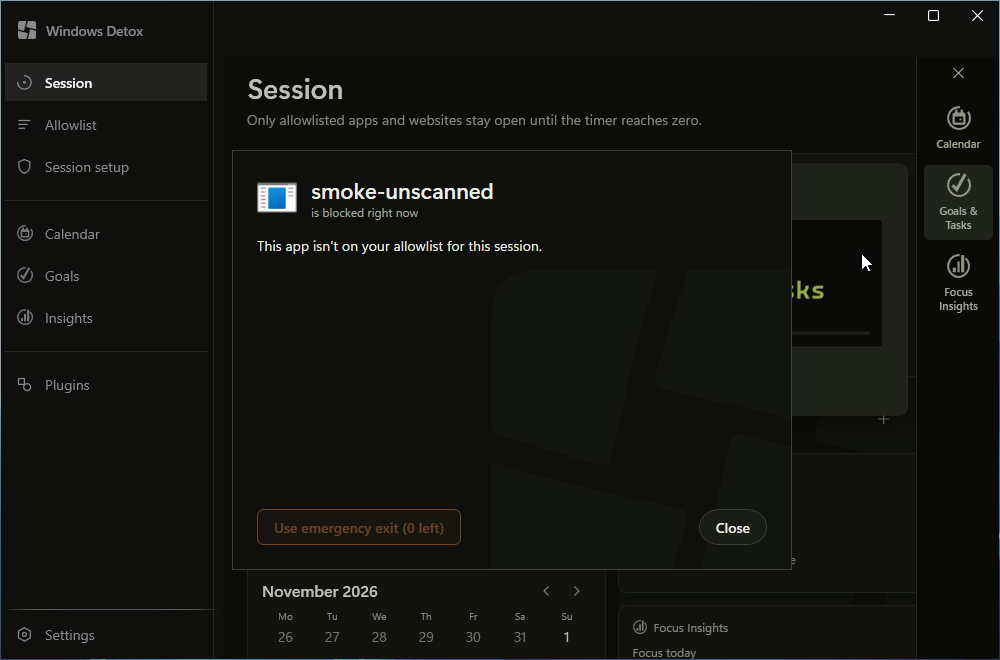 Windows Detox
Session
Allowlist
Session setup
Calendar
Goals
Insights
Plugins
Settings
Session
Only allowlisted apps and websites stay open until the timer reaches zero.
smoke-unscanned
is blocked right now
This app isn't on your allowlist for this session.
Use emergency exit (0 left)
Close
November 2026
Mo Tu We Th Fr Sa Su
26 27 28 29 30 31 1
Focus Insights
Focus today
Calendar
Goals &
Tasks
Focus
Insights